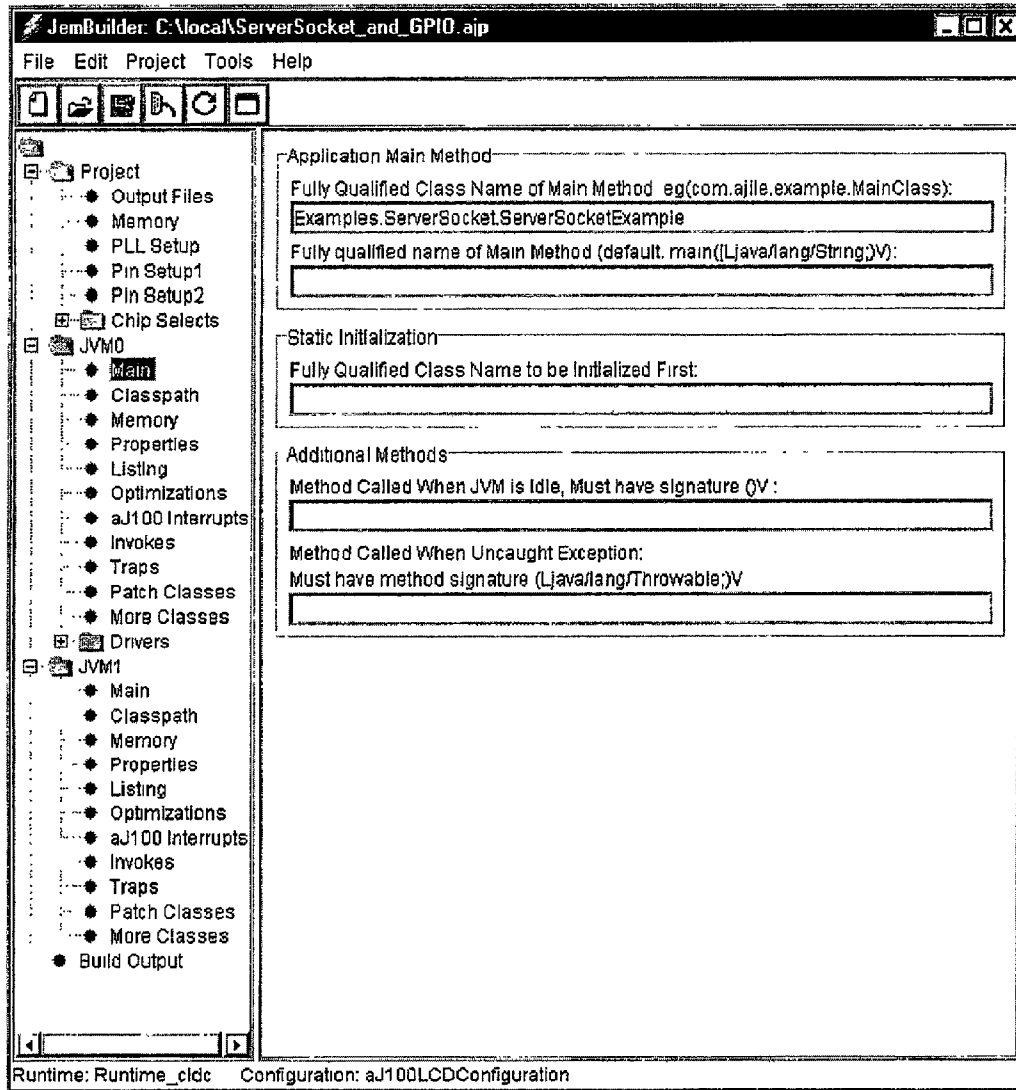 JemBuilder: C:\local\ServerSocket_and_GPIO.ajp
File Edit Project Tools Help
Project
Output Files
Memory
PLL Setup
Pin Setup1
Pin Setup2
Chip Selects
JVM0
Main
Classpath
Memory
Properties
Listing
Optimizations
aJ100 Interrupts
Invokes
Traps
Patch Classes
More Classes
Drivers
JVM1
Main
Classpath
Memory
Properties
Listing
Optimizations
aJ100 Interrupts
Invokes
Traps
Patch Classes
More Classes
Build Output
Application Main Method
Fully Qualified Class Name of Main Method eg(com.ajile.example.MainClass):
Examples.ServerSocket.ServerSocketExample
Fully qualified name of Main Method (default. main([Ljava/lang/String;)V):
Static Initialization
Fully Qualified Class Name to be Initialized First:
Additional Methods
Method Called When JVM is Idle, Must have signature ()V :
Method Called When Uncaught Exception:
Must have method signature (Ljava/lang/Throwable;)V
Runtime: Runtime_cldc Configuration: aJ100LCDConfiguration